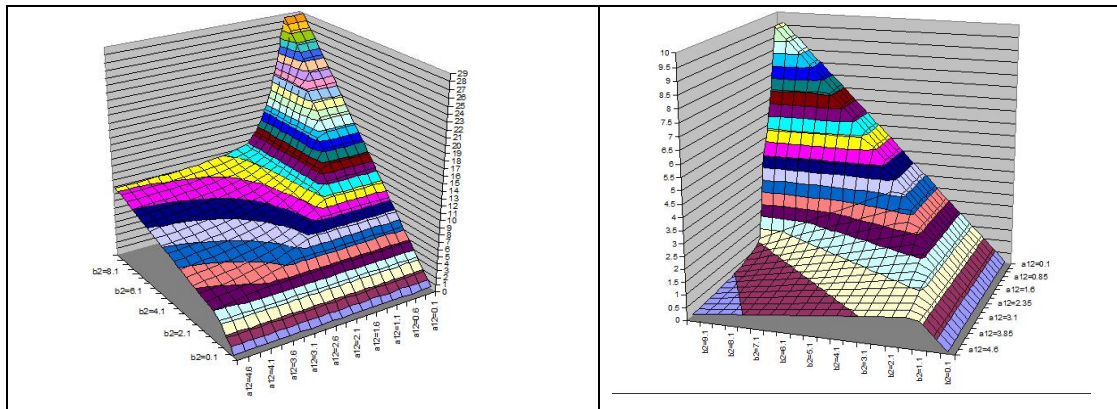 29
28
27
26
25
24
23
22
21
20
19
18
17
16
15
14
13
12
11
10
9
8
7
6
5
4
3
2
1
0
b2=8.1
b2=6.1
b2=4.1
b2=2.1
b2=0.1
a12=4.6
a12=4.1
a12=3.6
a12=3.1
a12=2.6
a12=2.1
a12=1.6
a12=1.1
a12=0.6
a12=0.1
10
9.5
9
8.5
8
7.5
7
6.5
6
5.5
5
4.5
4
3.5
3
2.5
2
1.5
1
0.5
0
b2=9.1
b2=8.1
b2=7.1
b2=6.1
b2=5.1
b2=4.1
b2=3.1
b2=2.1
b2=1.1
b2=0.1
a12=0.1
a12=0.85
a12=1.6
a12=2.35
a12=3.1
a12=3.85
a12=4.6